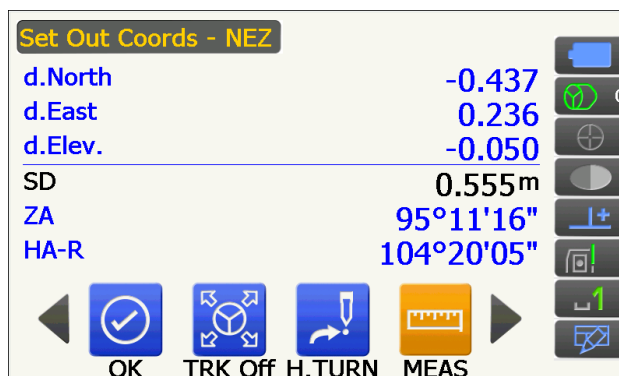 Set Out Coords - NEZ
d.North -0.437
d.East 0.236
d.Elev. -0.050
SD 0.555m
ZA 95°11'16"
HA-R 104°20'05"
OK TRK Off H.TURN MEAS
1